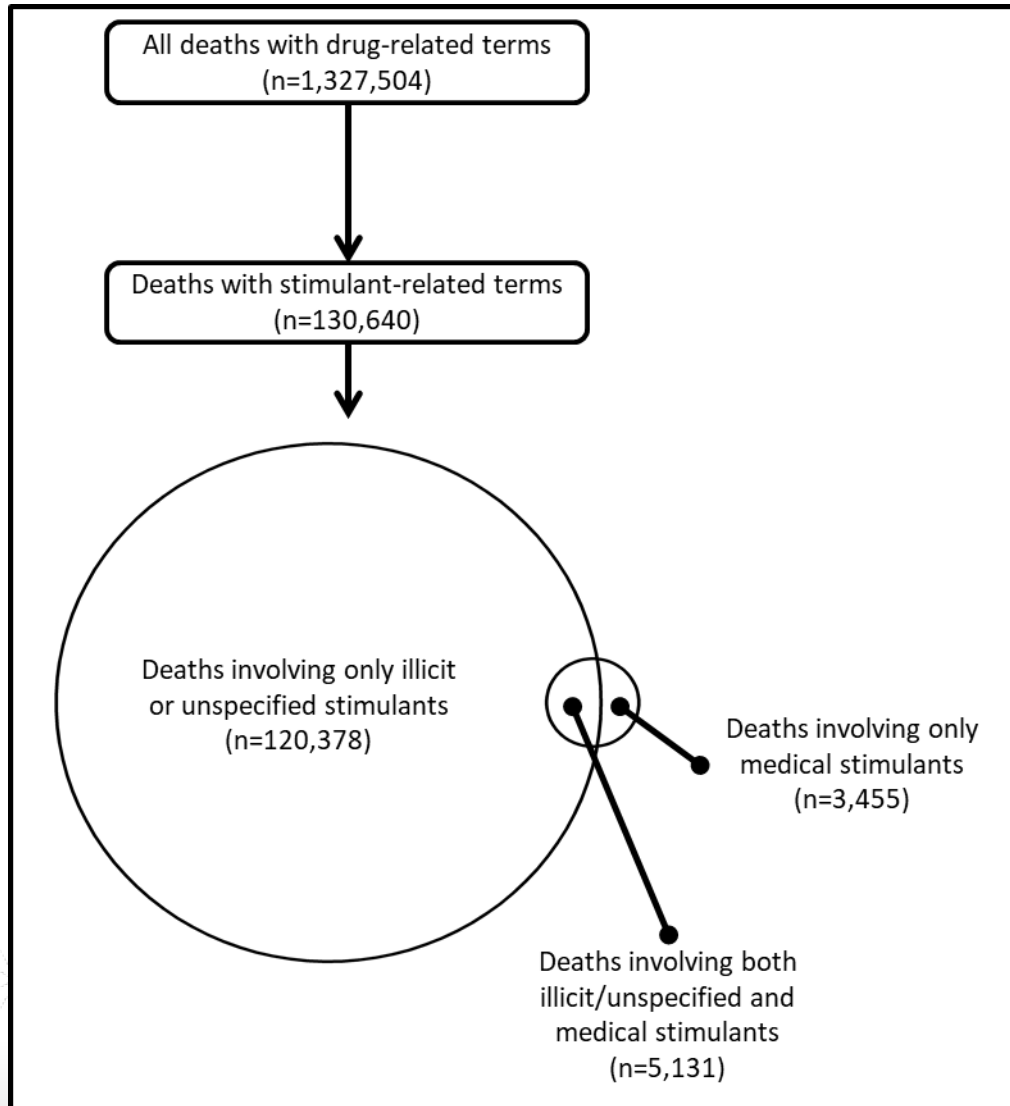 All deaths with drug-related terms
(n=1,327,504)
Deaths with stimulant-related terms
(n=130,640)
Deaths involving only illicit
or unspecified stimulants
(n=120,378)
Deaths involving only
medical stimulants
(n=3,455)
Deaths involving both
illicit/unspecified and
medical stimulants
(n=5,131)